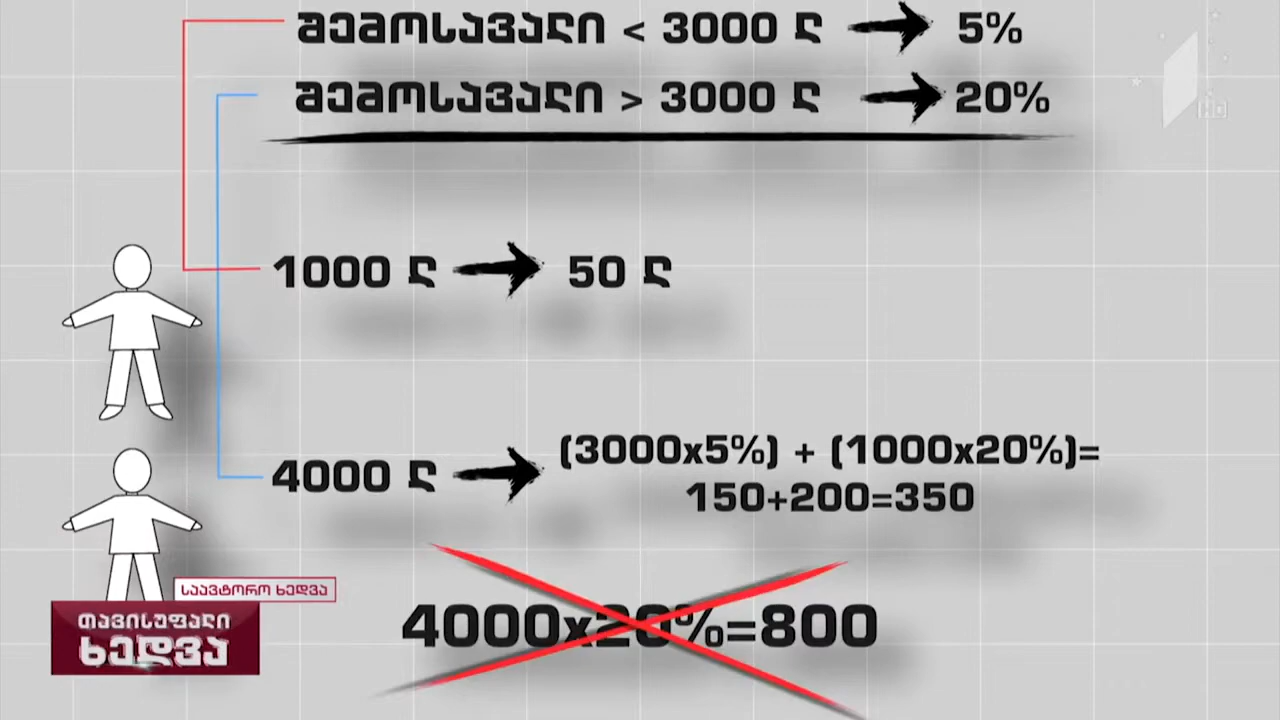 შემოსავალი < 3000 ლ 5%
შემოსავალი > 3000 ლ 20%
1000 ლ 50 ლ
4000 ლ (3000x5%) + (1000x20%)=
150+200=350
4000x20%=800
საავტორო ხედვა
თავისუფალი
ხედვა
HD